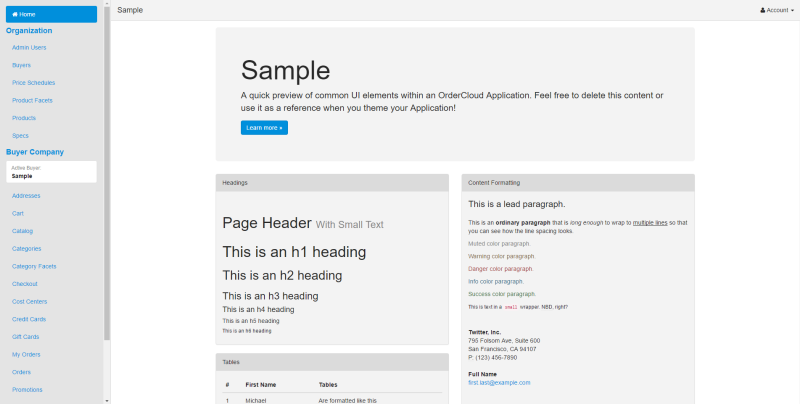 Home
Organization
Admin Users
Buyers
Price Schedules
Product Facets
Products
Specs
Buyer Company
Active Buyer
Sample
Addresses
Cart
Catalog
Categories
Category Facets
Checkout
Cost Centers
Credit Cards
Gift Cards
My Orders
Orders
Promotions
Sample
Account
Sample
A quick preview of common UI elements within an OrderCloud Application. Feel free to delete this content or
use it as a reference when you theme your Application!
Learn more »
Headings
Page Header With Small Text
This is an h1 heading
This is an h2 heading
This is an h3 heading
This is an h4 heading
This is an h5 heading
This is an h6 heading
Tables
# First Name Tables
1 Michael Are formatted like this
Content Formatting
This is a lead paragraph.
This is an ordinary paragraph that is long enough to wrap to multiple lines so that
you can see how the line spacing looks.
Muted color paragraph.
Warning color paragraph.
Danger color paragraph.
Info color paragraph.
Success color paragraph.
This is text in a small wrapper. NBD, right?
Twitter, Inc.
795 Folsom Ave, Suite 600
San Francisco, CA 94107
P: (123) 456-7890
Full Name
first.last@example.com